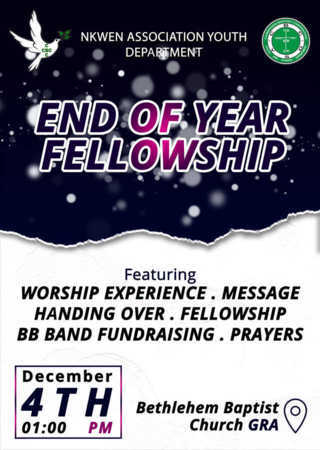 NKWEN ASSOCIATION YOUTH
DEPARTMENT
END OF YEAR
FELLOWSHIP
Featuring
WORSHIP EXPERIENCE . MESSAGE
HANDING OVER . FELLOWSHIP
BB BAND FUNDRAISING . PRAYERS
December
4TH
01:00 PM
Bethlehem Baptist
Church GRA